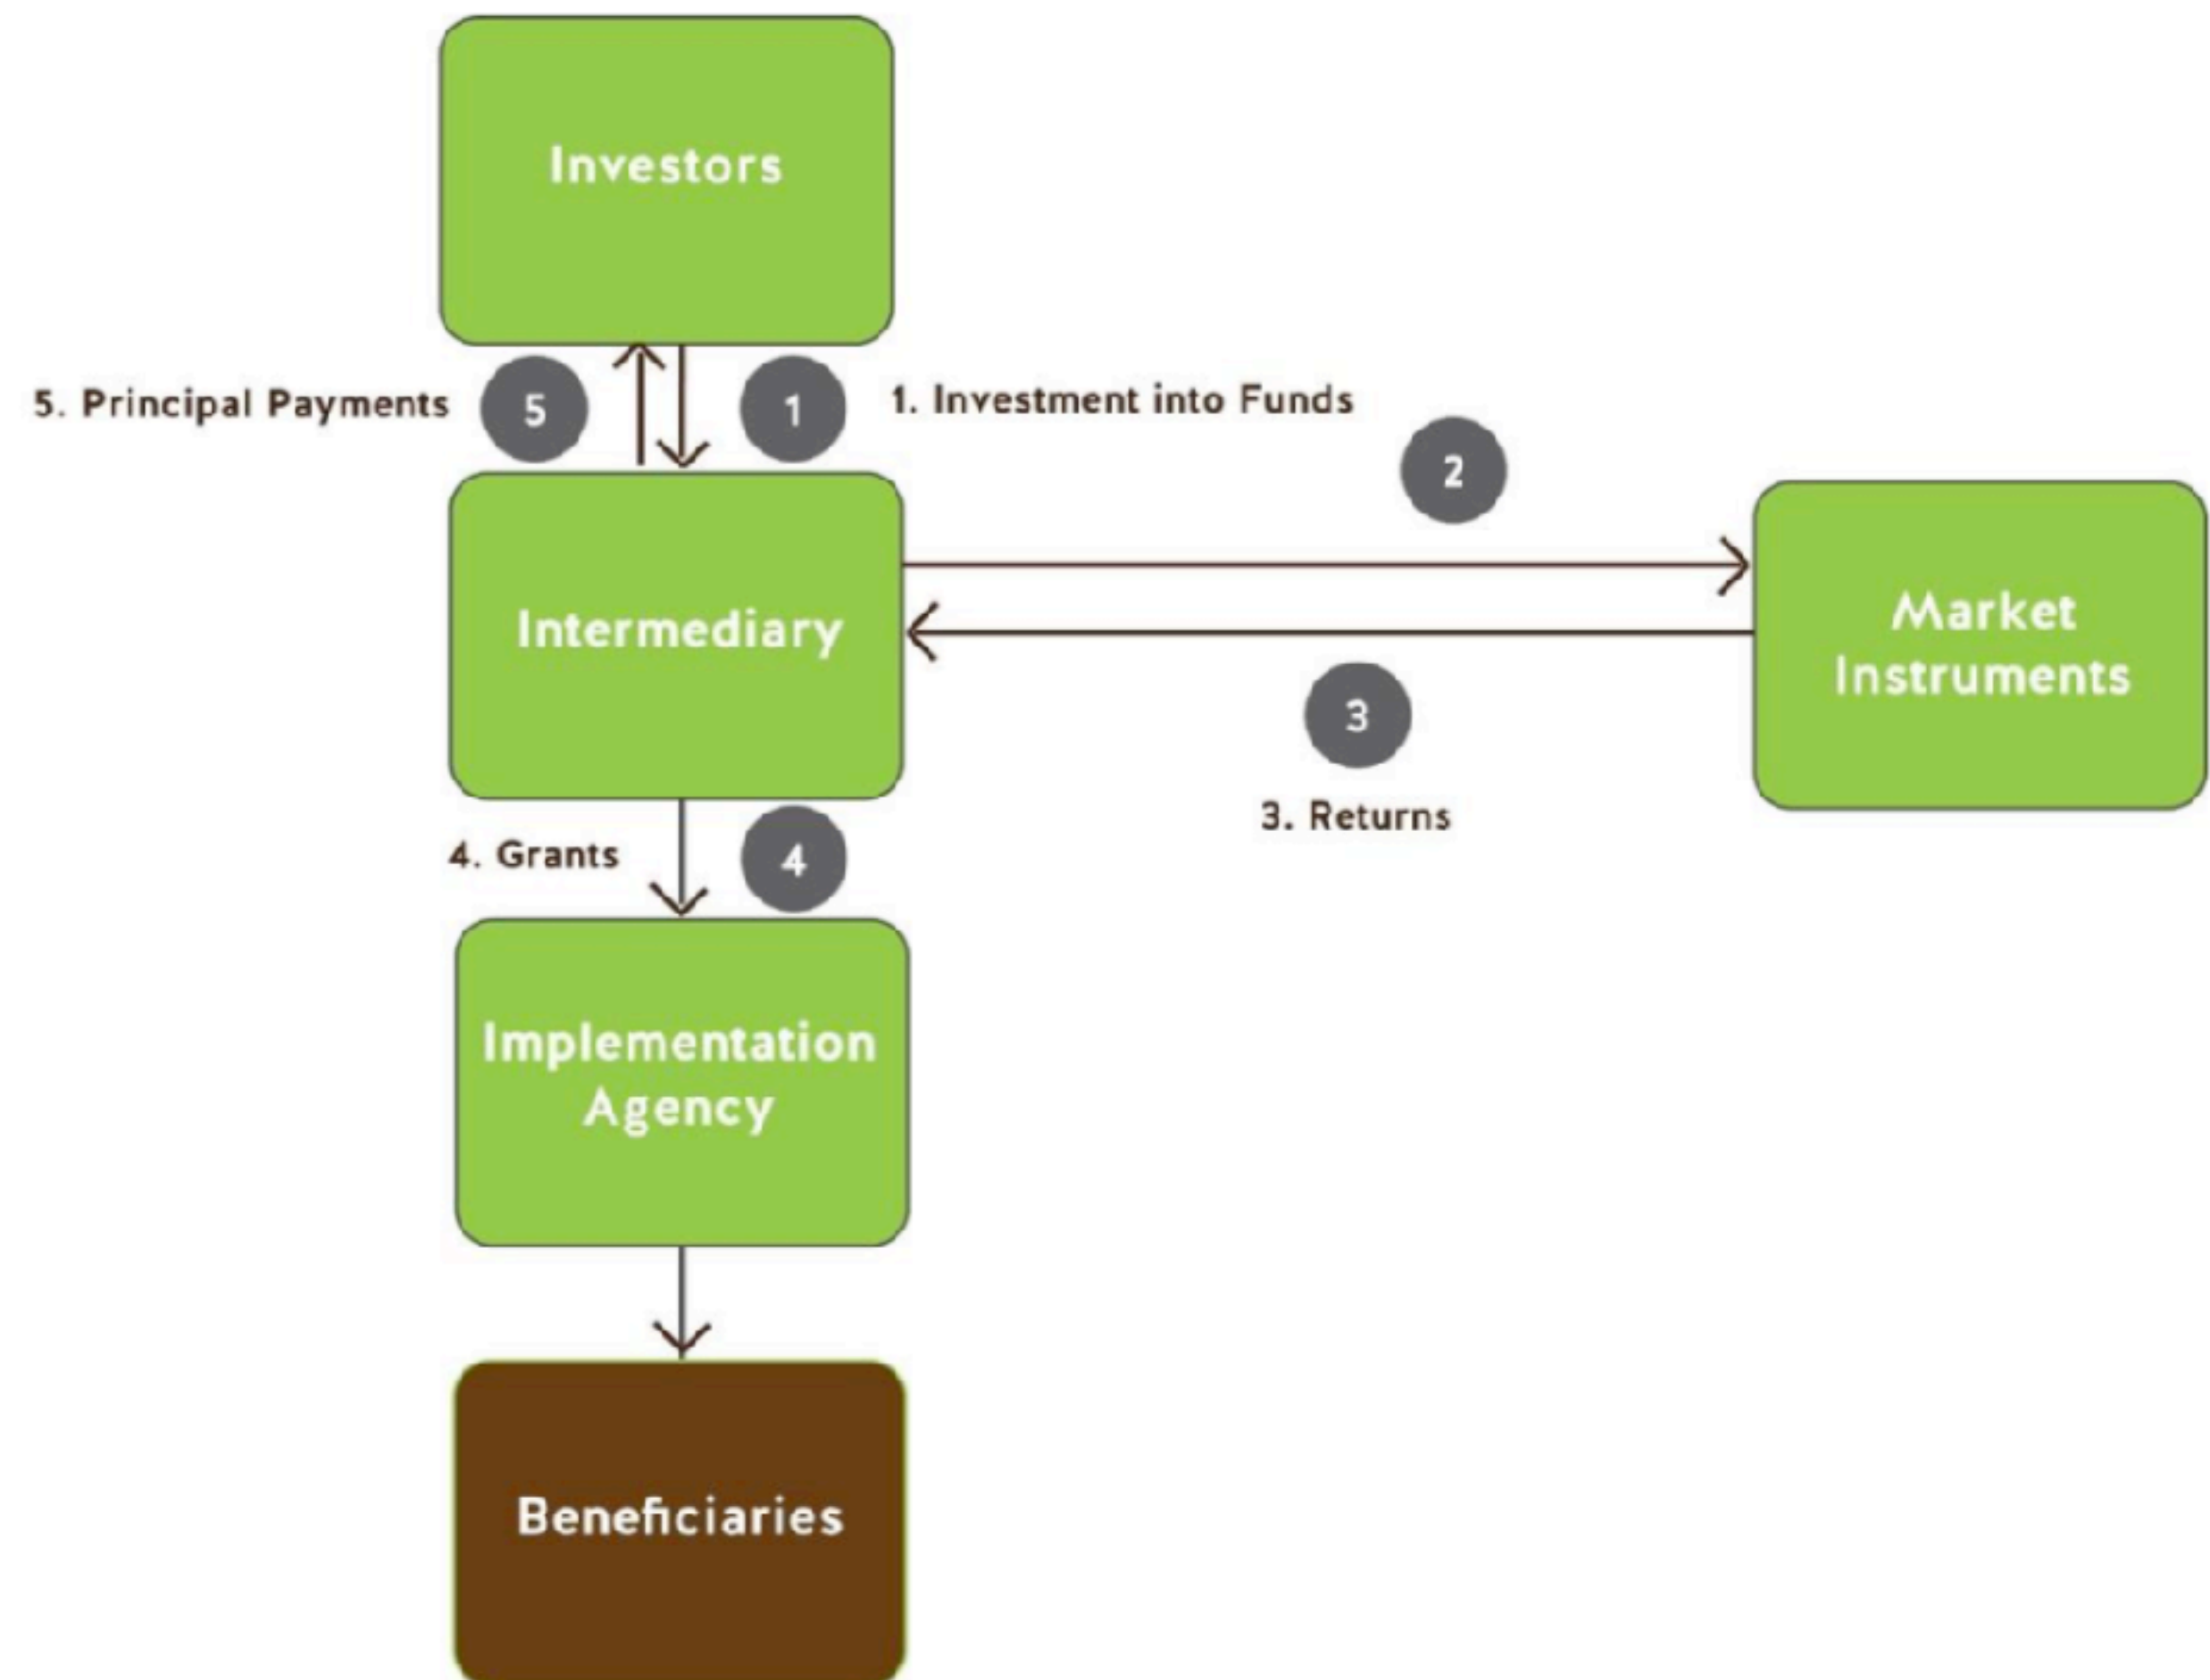 Investors
5. Principal Payments
5
1
1. Investment into Funds
2
Intermediary
Market
Instruments
3
3. Returns
4. Grants
4
Implementation
Agency
Beneficiaries